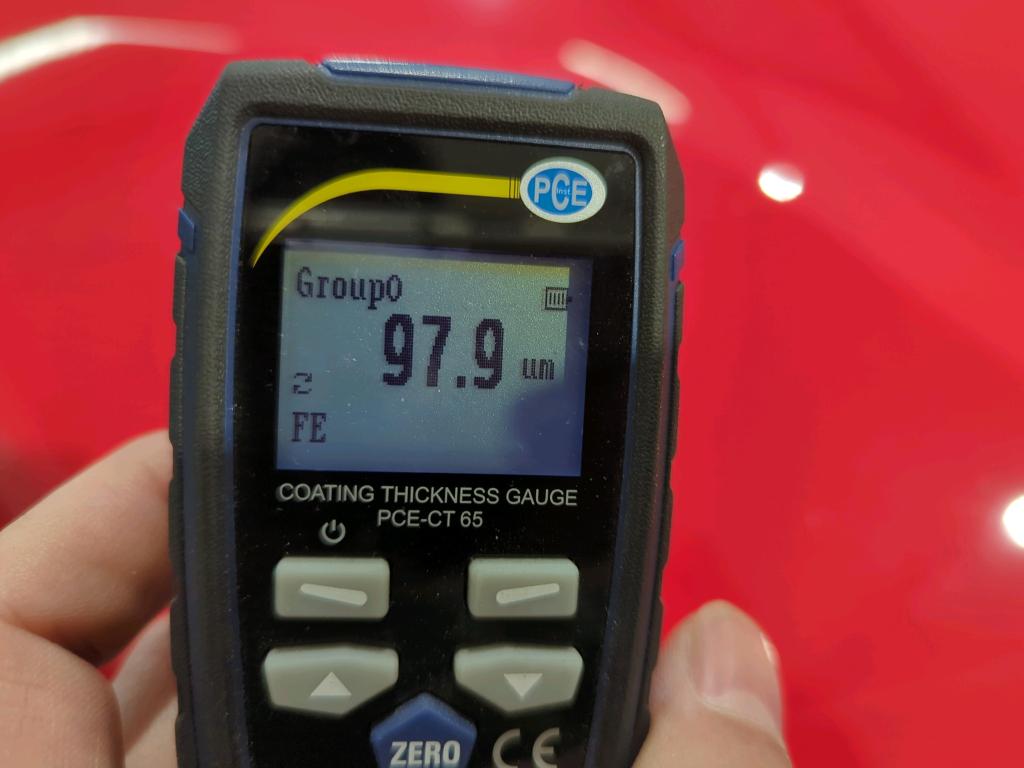 PCE
Inst.
Group0
97.9 um
FE
COATING THICKNESS GAUGE
PCE-CT 65
ZERO
CE